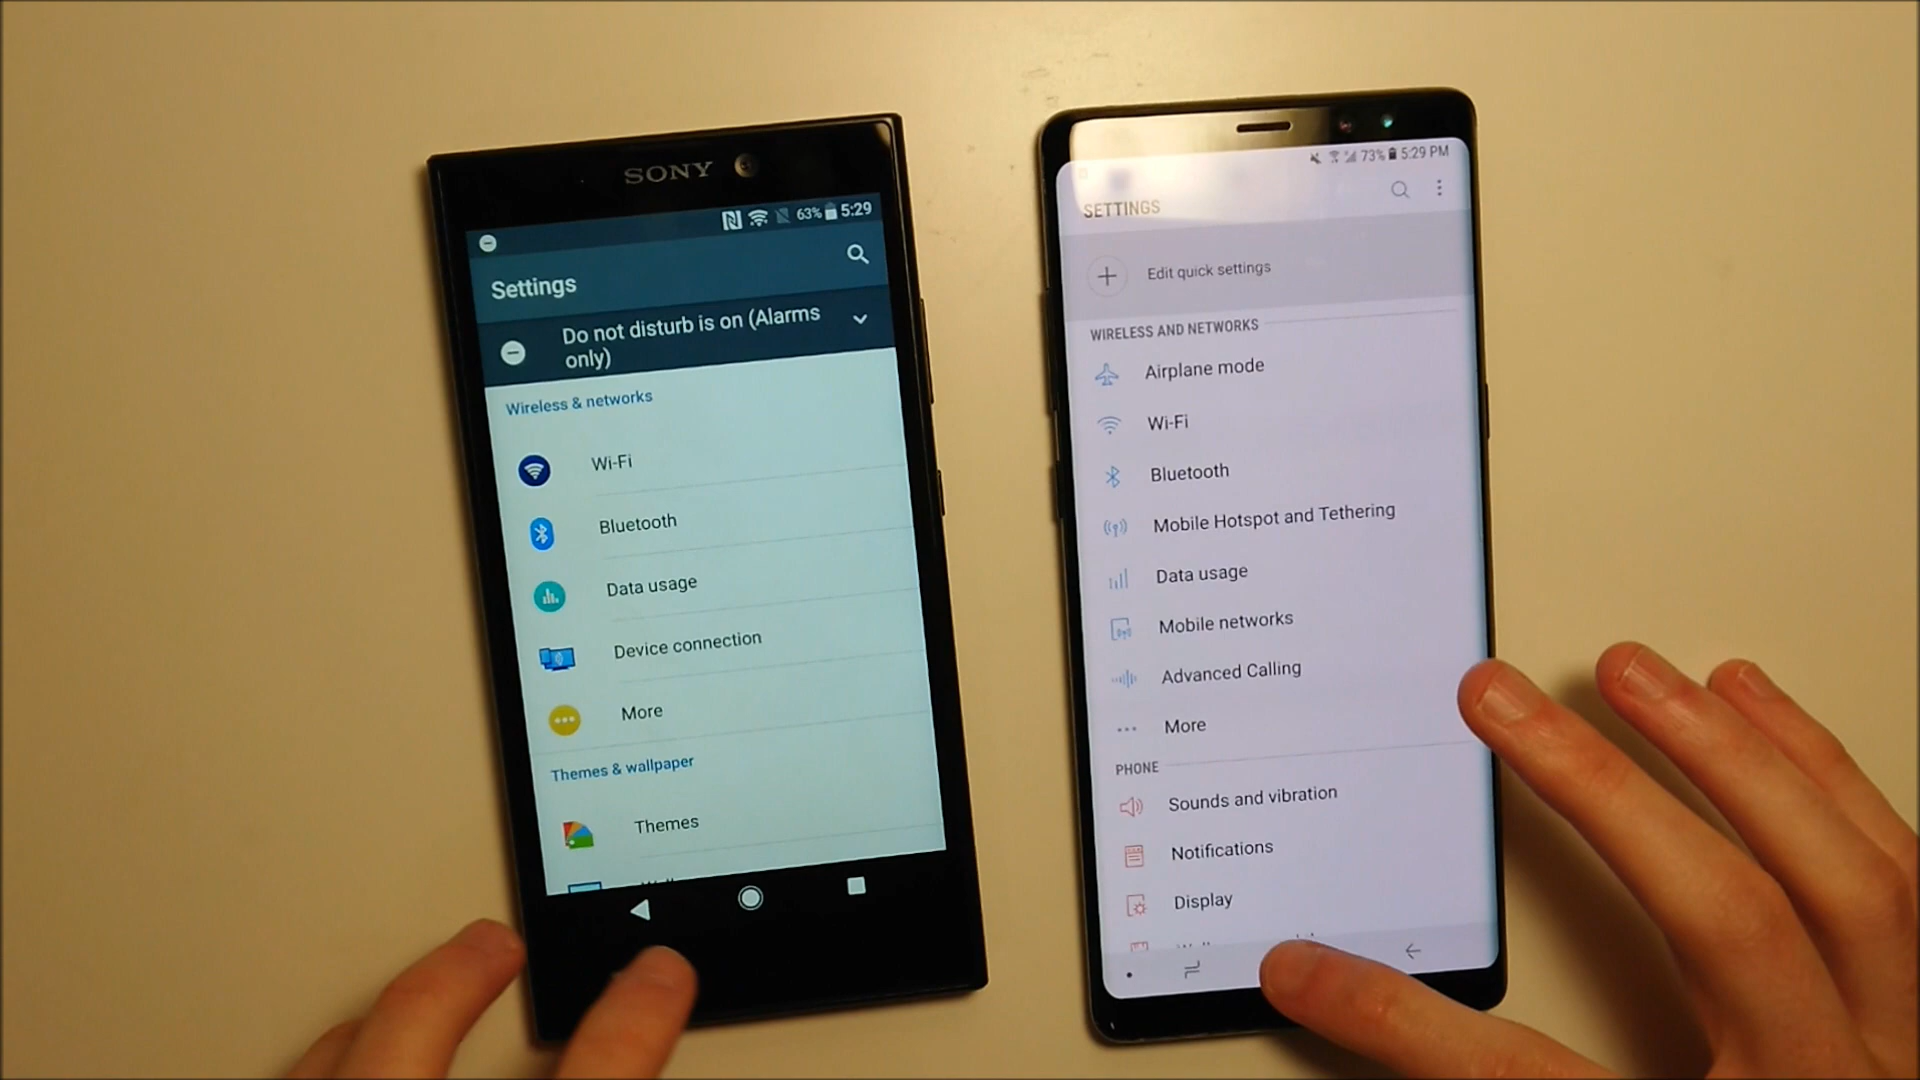 SONY
63% 5:29
Settings
Do not disturb is on (Alarms
only)
Wireless & networks
Wi-Fi
Bluetooth
Data usage
Device connection
More
Themes & wallpaper
Themes
73% 5:29 PM
SETTINGS
Edit quick settings
WIRELESS AND NETWORKS
Airplane mode
Wi-Fi
Bluetooth
Mobile Hotspot and Tethering
Data usage
Mobile networks
Advanced Calling
More
PHONE
Sounds and vibration
Notifications
Display